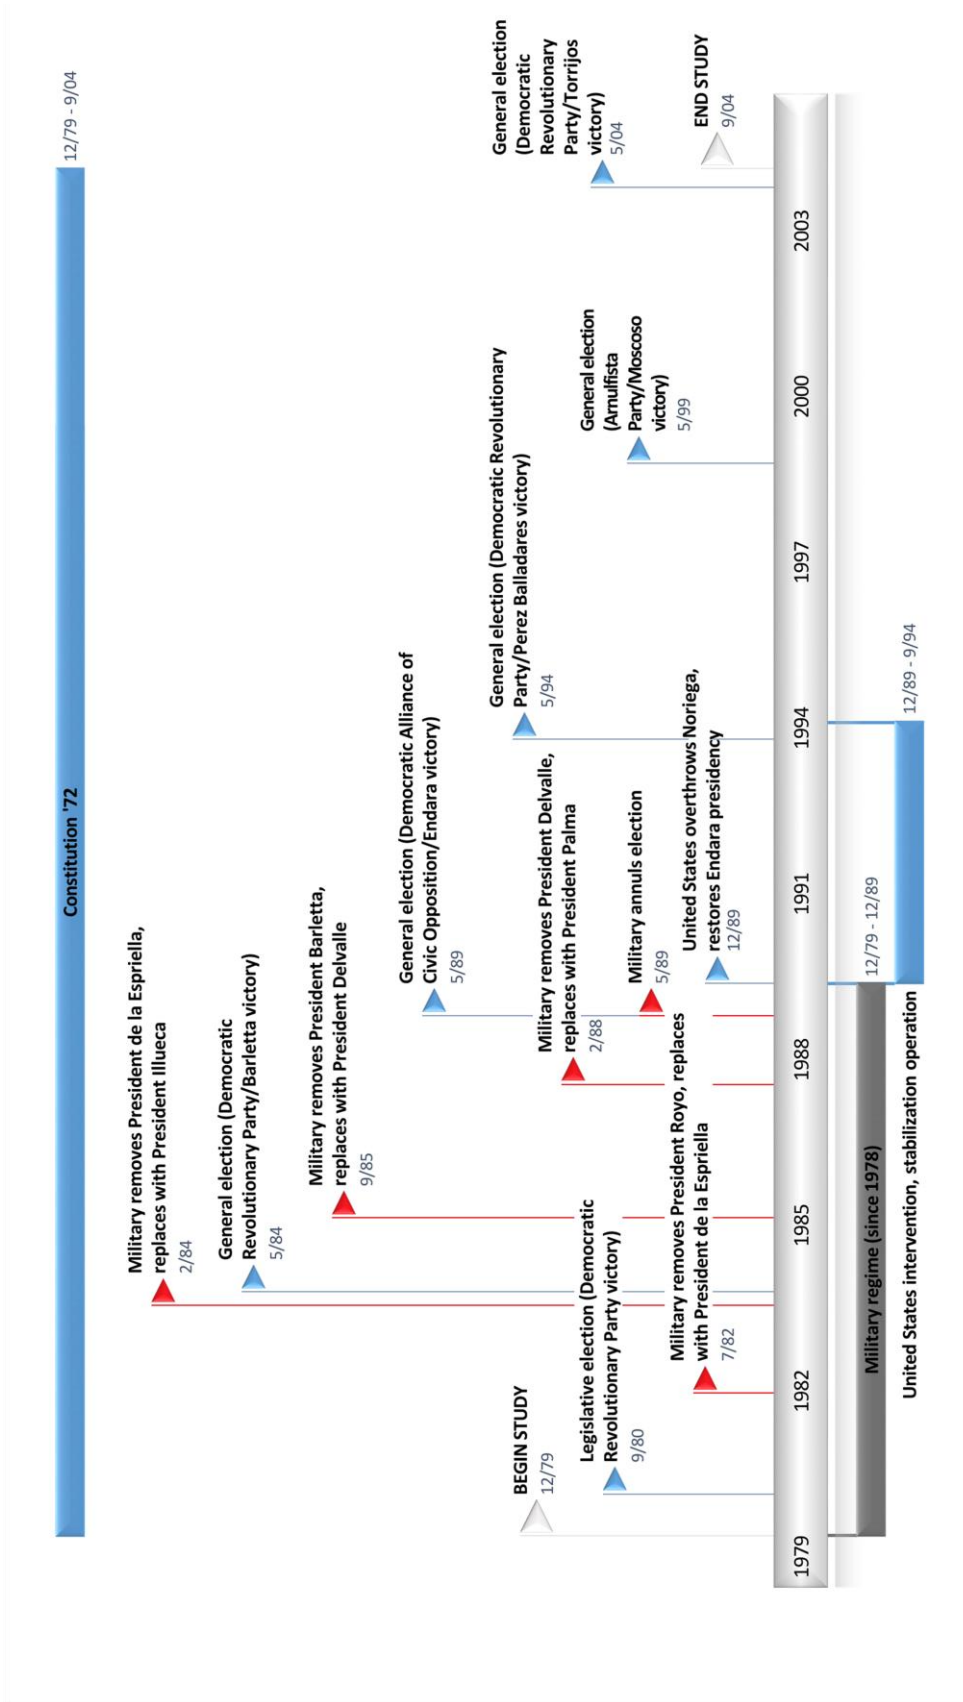 Constitution '72
12/79 - 9/04
Military removes President de la Espriella,
replaces with President Illueca
2/84
General election (Democratic
Revolutionary Party/Barletta victory)
5/84
Military removes President Barletta,
replaces with President Delvalle
9/85
General election (Democratic Alliance of
Civic Opposition/Endara victory)
5/89
General election (Democratic Revolutionary
Party/Perez Balladares victory)
5/94
General election
(Democratic
Revolutionary
Party/Torrijos
victory)
5/04
BEGIN STUDY
12/79
Military removes President Delvalle,
replaces with President Palma
2/88
Legislative election (Democratic
Revolutionary Party victory)
9/80
General election
(Arnulfista
Party/Moscoso
victory)
5/99
Military annuls election
5/89
Military removes President Royo, replaces
with President de la Espriella
7/82
United States overthrows Noriega,
restores Endara presidency
12/89
END STUDY
9/04
1979
1982
1985
1988
1991
1994
1997
2000
2003
Military regime (since 1978)
12/79 - 12/89
United States intervention, stabilization operation
12/89 - 9/94